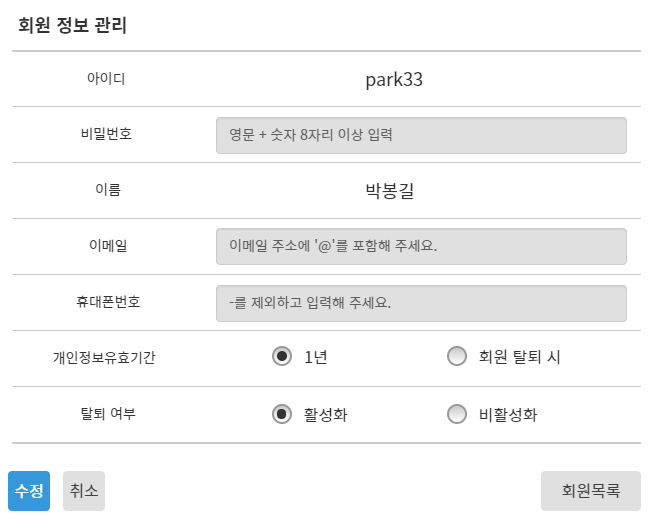 회원 정보 관리
아이디 park33
비밀번호 영문 + 숫자 8자리 이상 입력
이름 박봉길
이메일 이메일 주소에 '@'를 포함해 주세요.
휴대폰번호 -를 제외하고 입력해 주세요.
개인정보유효기간 1년 회원 탈퇴 시
탈퇴 여부 활성화 비활성화
수정 취소 회원목록